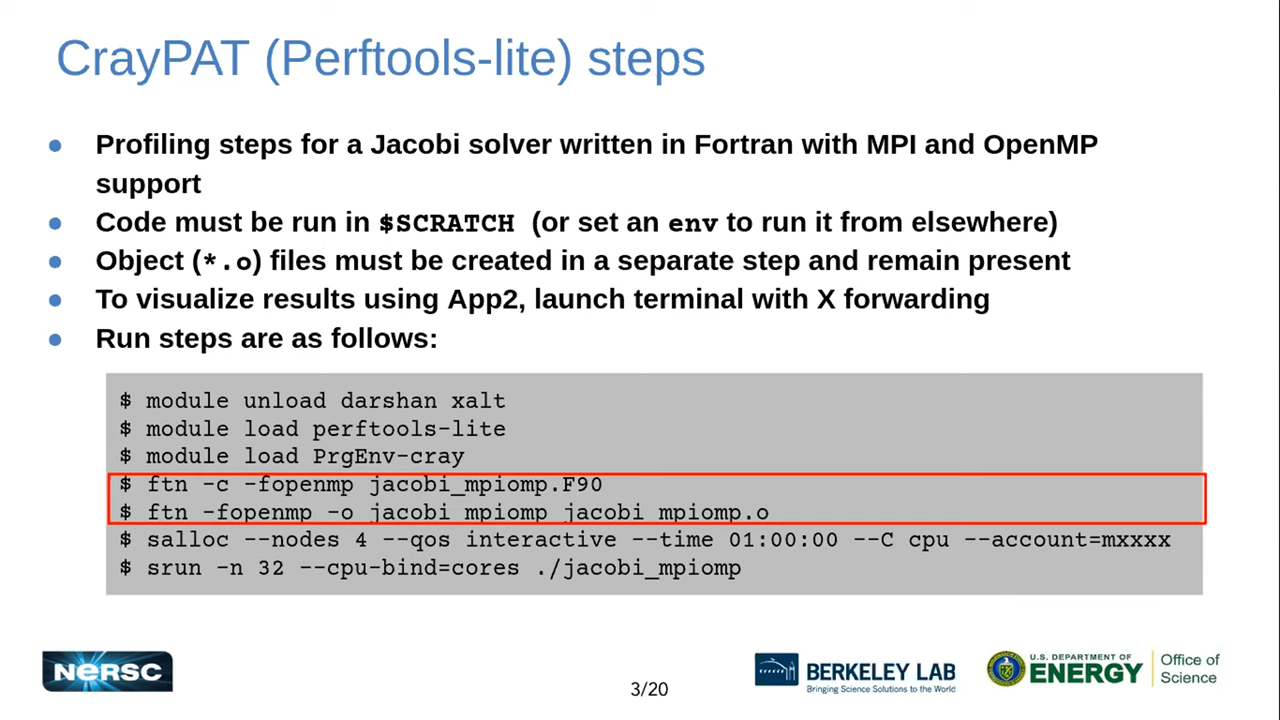 CrayPAT (Perftools-lite) steps
● Profiling steps for a Jacobi solver written in Fortran with MPI and OpenMP
support
● Code must be run in $SCRATCH (or set an env to run it from elsewhere)
● Object (*.o) files must be created in a separate step and remain present
● To visualize results using App2, launch terminal with X forwarding
● Run steps are as follows:
$ module unload darshan xalt
$ module load perftools-lite
$ module load PrgEnv-cray
$ ftn -c -fopenmp jacobi_mpiomp.F90
$ ftn -fopenmp -o jacobi_mpiomp jacobi_mpiomp.o
$ salloc --nodes 4 --qos interactive --time 01:00:00 --C cpu --account=mxxxx
$ srun -n 32 --cpu-bind=cores ./jacobi_mpiomp
NERSC
3/20
BERKELEY LAB
Bringing Science Solutions to the World
U.S. DEPARTMENT OF
ENERGY
Office of
Science